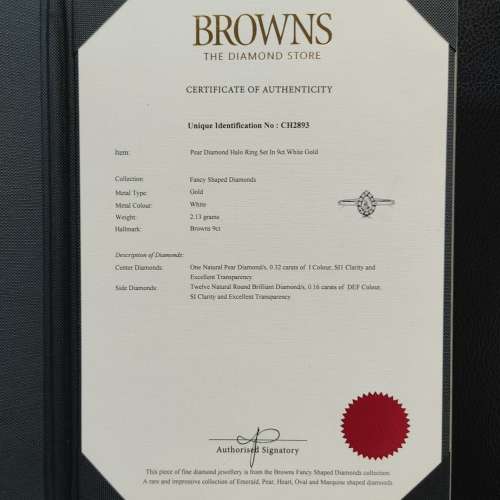 BROWNS
THE DIAMOND STORE
CERTIFICATE OF AUTHENTICITY
Unique Identification No : CH2893
Item: Pear Diamond Halo Ring Set In 9ct White Gold
Collection: Fancy Shaped Diamonds
Metal Type: Gold
Metal Colour: White
Weight: 2.13 grams
Hallmark: Browns 9ct
Description of Diamonds:
Center Diamonds: One Natural Pear Diamond/s, 0.32 carats of I Colour, SI1 Clarity and
Excellent Transparency
Side Diamonds: Twelve Natural Round Brilliant Diamond/s, 0.16 carats of DEF Colour,
SI Clarity and Excellent Transparency
Authorised Signatory
This piece of fine diamond jewellery is from the Browns Fancy Shaped Diamonds collection.
A rare and impressive collection of Emerald, Pear, Heart, Oval and Marquise shaped diamonds